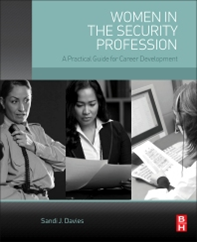 WOMEN IN
THE SECURITY
PROFESSION
A Practical Guide for Career Development
Sandi J. Davies
B
H